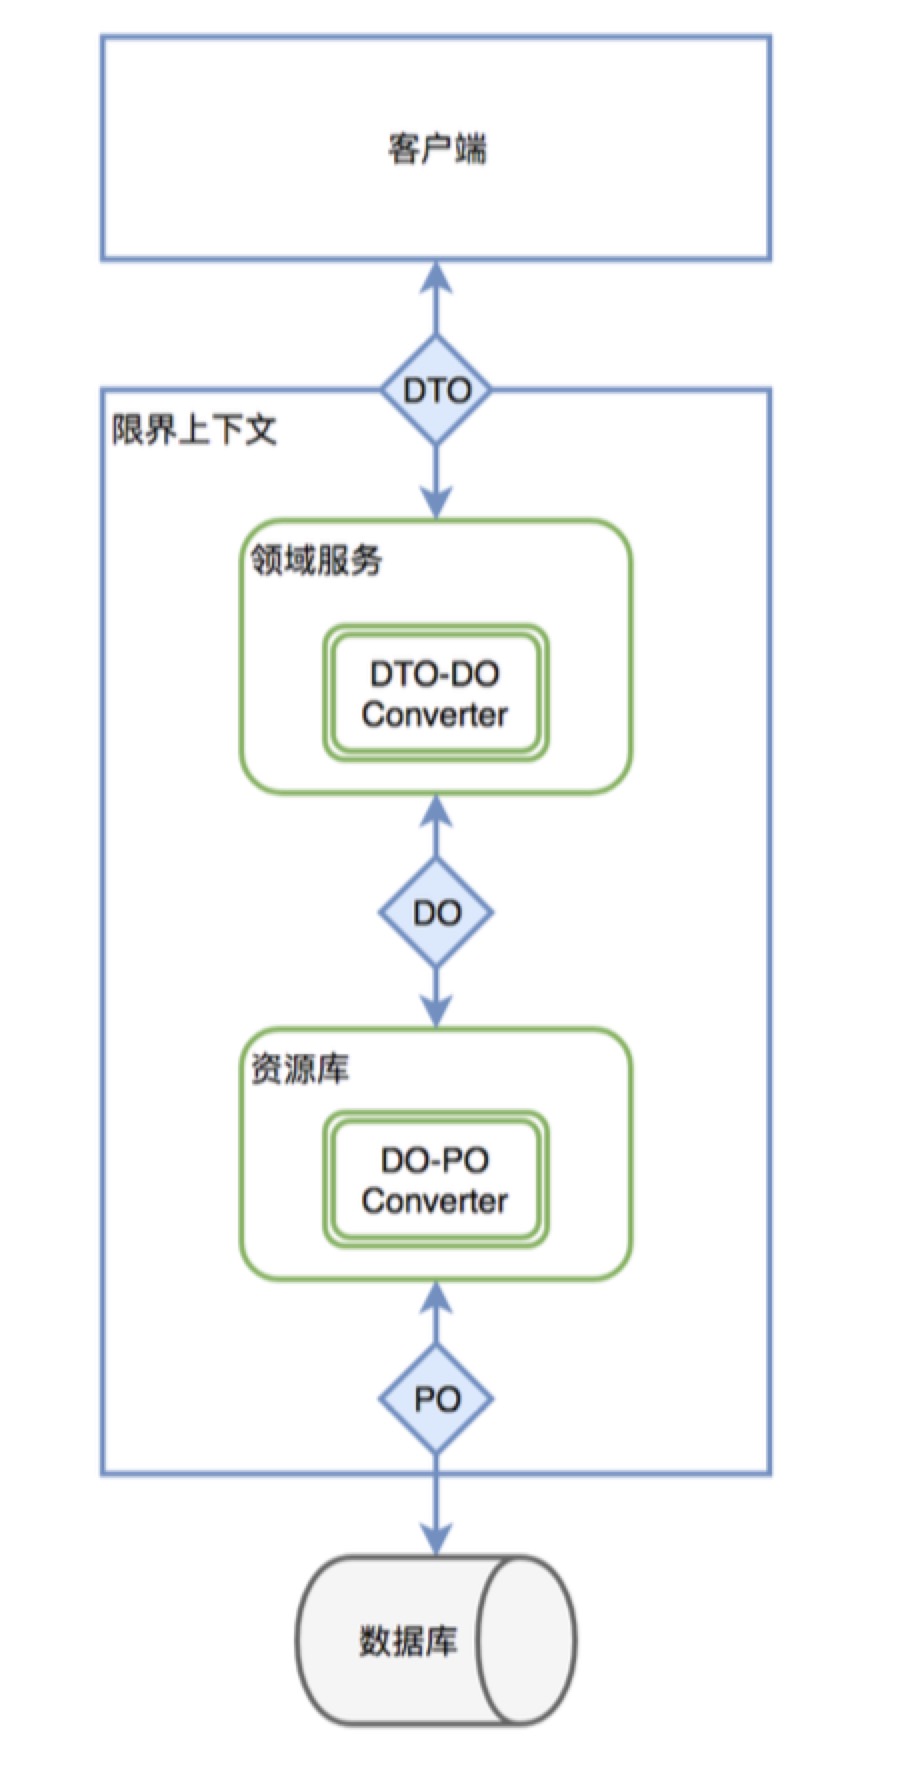 客户端
DTO
限界上下文
领域服务
DTO-DO
Converter
DO
资源库
DO-PO
Converter
PO
数据库